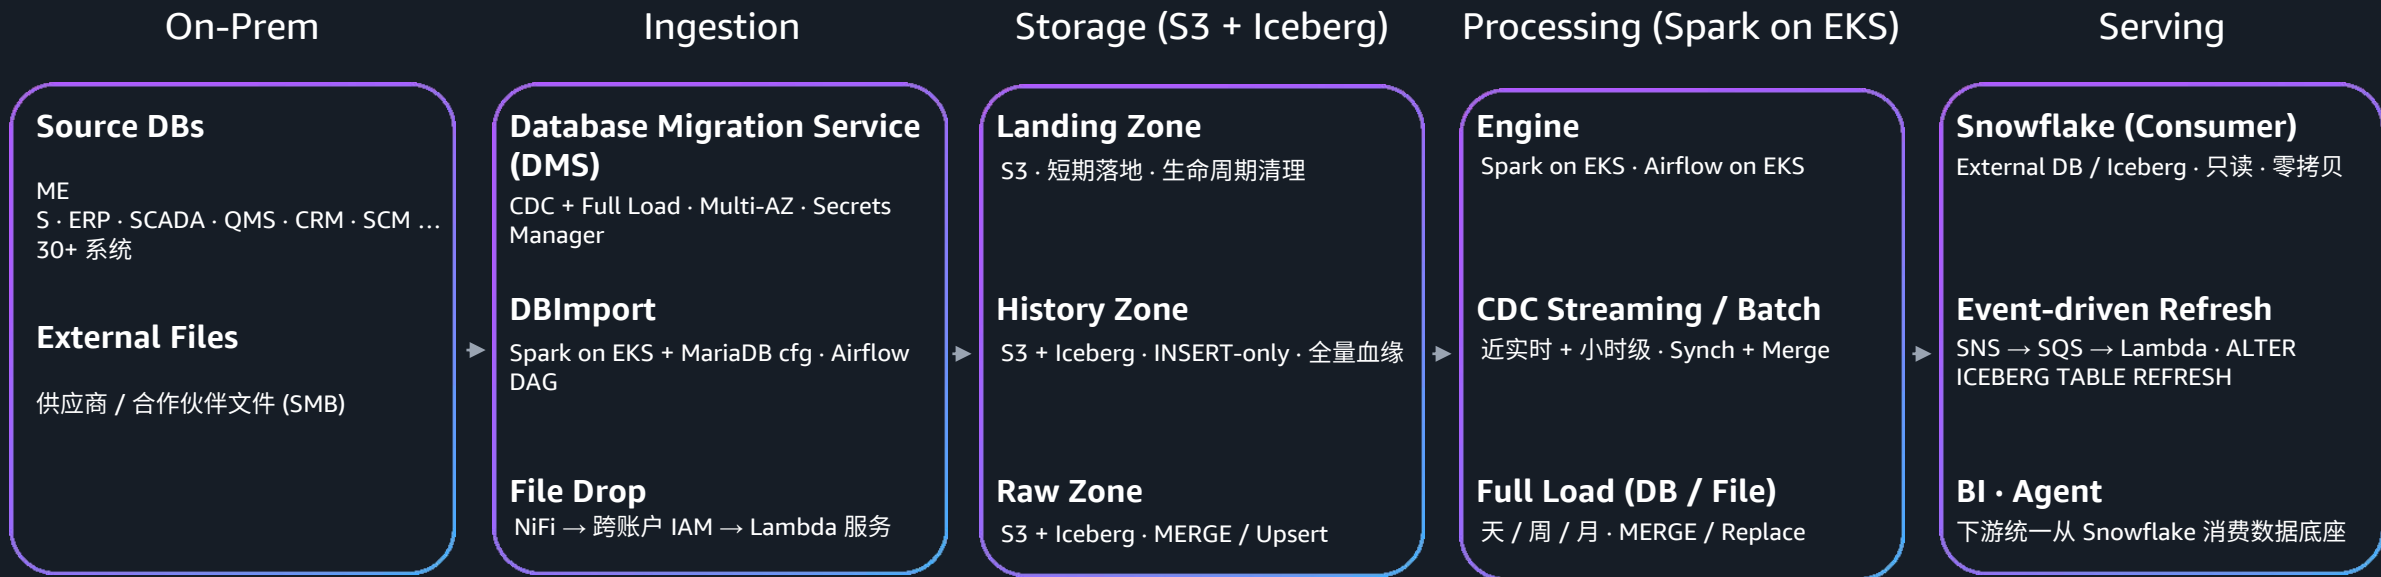 On-Prem
Source DBs
ME
S · ERP · SCADA · QMS · CRM · SCM …
30+ 系统
External Files
供应商 / 合作伙伴文件 (SMB)
Ingestion
Database Migration Service
(DMS)
CDC + Full Load · Multi-AZ · Secrets
Manager
DBImport
Spark on EKS + MariaDB cfg · Airflow
DAG
File Drop
NiFi → 跨账户 IAM → Lambda 服务
Storage (S3 + Iceberg)
Landing Zone
S3 · 短期落地 · 生命周期清理
History Zone
S3 + Iceberg · INSERT-only · 全量血缘
Raw Zone
S3 + Iceberg · MERGE / Upsert
Processing (Spark on EKS)
Engine
Spark on EKS · Airflow on EKS
CDC Streaming / Batch
近实时 + 小时级 · Synch + Merge
Full Load (DB / File)
天 / 周 / 月 · MERGE / Replace
Serving
Snowflake (Consumer)
External DB / Iceberg · 只读 · 零拷贝
Event-driven Refresh
SNS → SQS → Lambda · ALTER
ICEBERG TABLE REFRESH
BI · Agent
下游统一从 Snowflake 消费数据底座